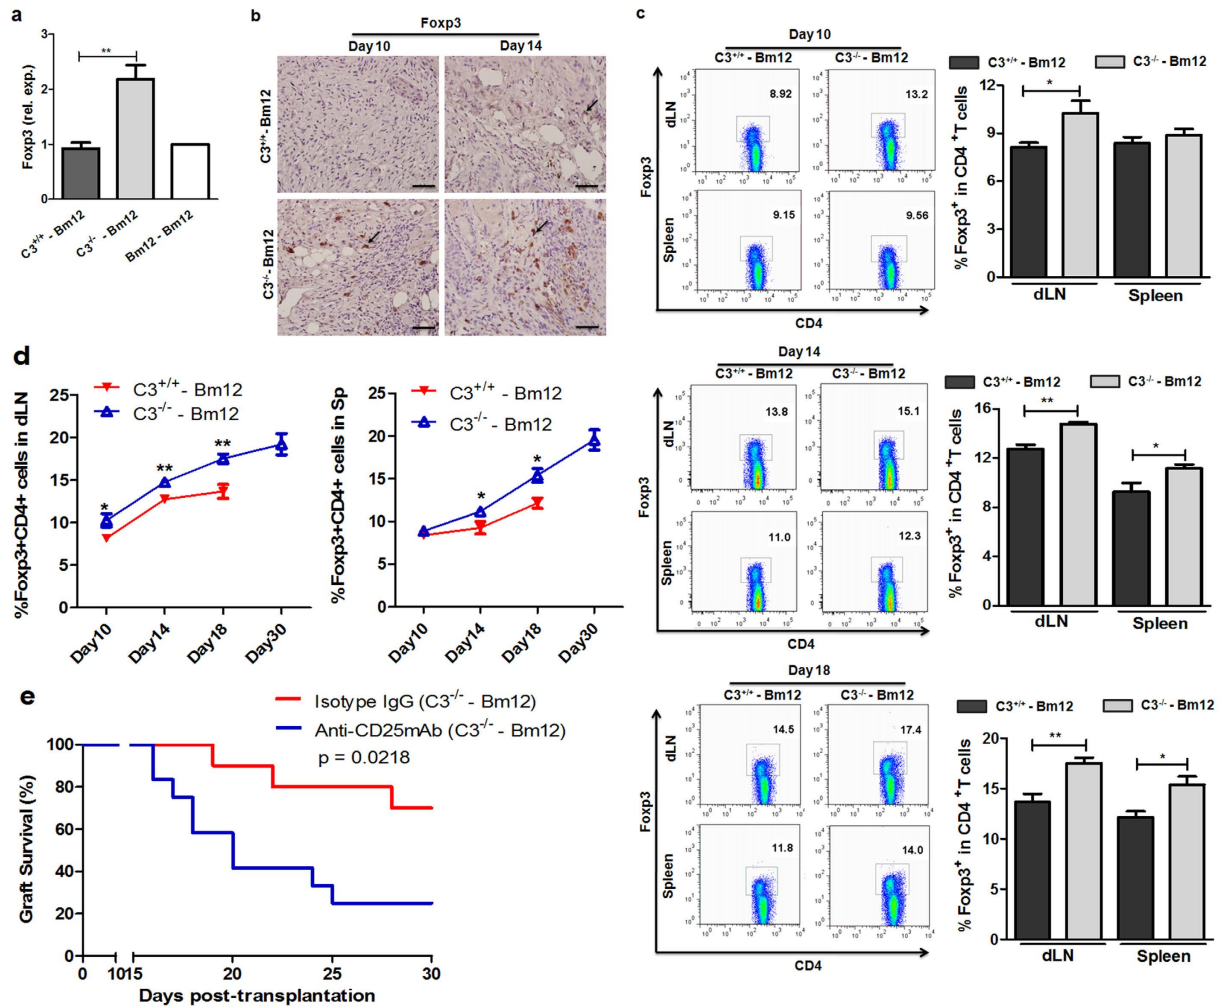 a
Foxp3 (rel. exp.)
3
2
1
0
**
C3+/+ - Bm12
C3-/- - Bm12
Bm12 - Bm12
b
Foxp3
Day 10
Day 14
C3+/+ - Bm12
C3-/- - Bm12
c
Day 10
C3+/+ - Bm12
C3-/- - Bm12
dLN
8.92
13.2
Spleen
9.15
9.56
Foxp3
CD4
C3+/+ - Bm12
C3-/- - Bm12
% Foxp3+ in CD4 +T cells
12
9
6
3
0
*
dLN
Spleen
Day 14
C3+/+ - Bm12
C3-/- - Bm12
dLN
13.8
15.1
Spleen
11.0
12.3
Foxp3
CD4
C3+/+ - Bm12
C3-/- - Bm12
% Foxp3+ in CD4 +T cells
16
12
8
4
0
**
*
dLN
Spleen
Day 18
C3+/+ - Bm12
C3-/- - Bm12
dLN
14.5
17.4
Spleen
11.8
14.0
Foxp3
CD4
C3+/+ - Bm12
C3-/- - Bm12
% Foxp3+ in CD4 +T cells
20
15
10
5
0
**
*
dLN
Spleen
d
C3+/+ - Bm12
C3-/- - Bm12
%Foxp3+CD4+ cells in dLN
25
20
15
10
5
0
*
**
**
Day10
Day14
Day18
Day30
C3+/+ - Bm12
C3-/- - Bm12
%Foxp3+CD4+ cells in Sp
25
20
15
10
5
0
*
*
Day10
Day14
Day18
Day30
e
Isotype IgG (C3-/- - Bm12)
Anti-CD25mAb (C3-/- - Bm12)
p = 0.0218
Graft Survival (%)
100
80
60
40
20
0
0
10
15
20
25
30
Days post-transplantation